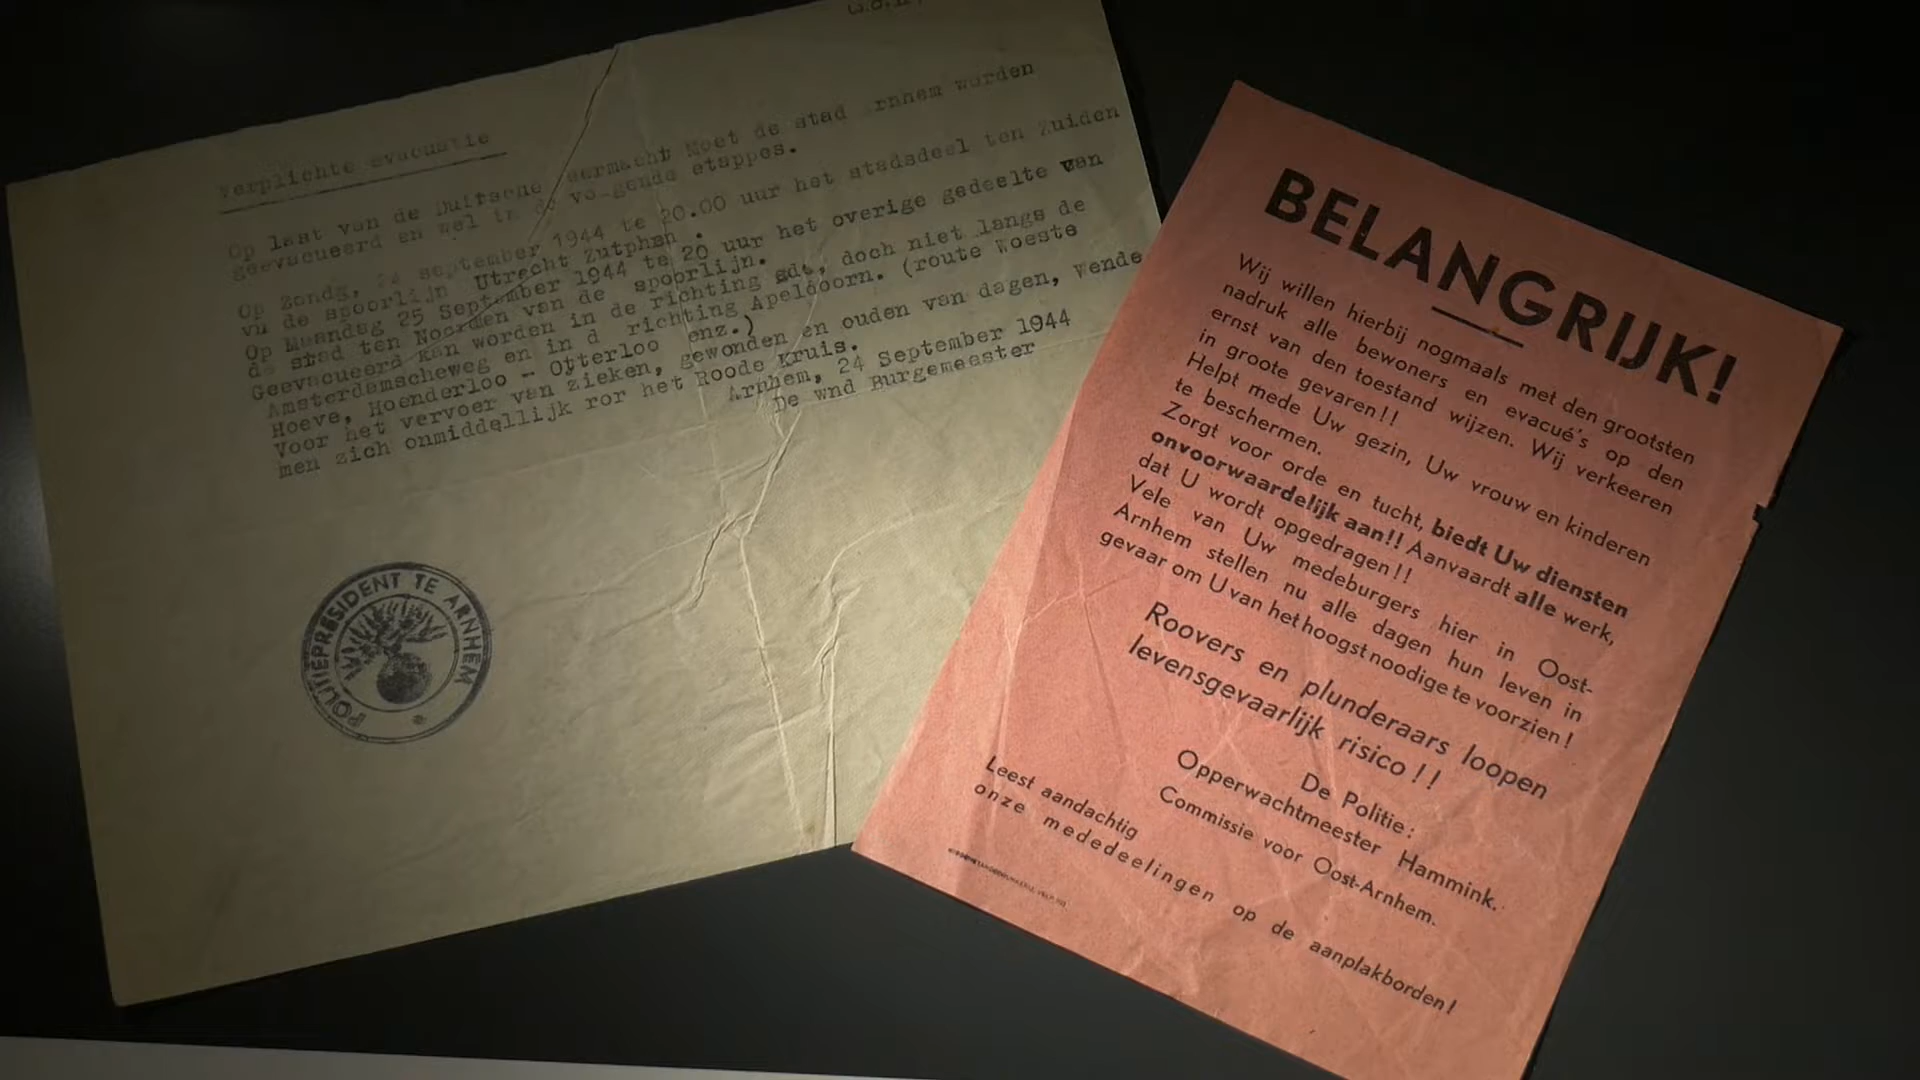 Verplichte evacuatie
Op last van de Duitsche eermacht Moet de stad rnhem worden
geevacueerd en wel in de vo gende etappes.
Op Zondg, 24 september 1944 te 20.00 uur het stadsdeel ten Zuiden
vn de spoorlijn Utrecht Zutphen .
Op Maandag 25 September 1944 te 20 uur het overige gedeelte van
de stad ten Noorden van de spoorlijn.
Geevacueerd kan worden in de richting , doch niet langs de
Amsterdamscheweg en in d richting Apeldoorn. (route Woeste
Hoeve, Hoenderloo - Otterloo enz.)
Voor het vervoer van zieken, gewonden en ouden van dagen, wende
men zich onmiddellijk ror het Roode Kruis.
Arnhem, 24 September 1944
De wnd Burgemeester
POLITIEPRESIDENT TE ARNHEM
BELANGRIJK!
Wij willen hierbij nogmaals met den grootsten
nadruk alle bewoners en evacué's op den
ernst van den toestand wijzen. Wij verkeeren
in groote gevaren!!
Helpt mede Uw gezin, Uw vrouw en kinderen
te beschermen.
Zorgt voor orde en tucht, biedt Uw diensten
onvoorwaardelijk aan!! Aanvaardt alle werk,
dat U wordt opgedragen!!
Vele van Uw medeburgers hier in Oost-
Arnhem stellen nu alle dagen hun leven in
gevaar om U van het hoogst noodige te voorzien!
Roovers en plunderaars loopen
levensgevaarlijk risico!!
De Politie:
Opperwachtmeester Hammink.
Commissie voor Oost-Arnhem.
Leest aandachtig
onze mededeelingen op de aanplakborden!